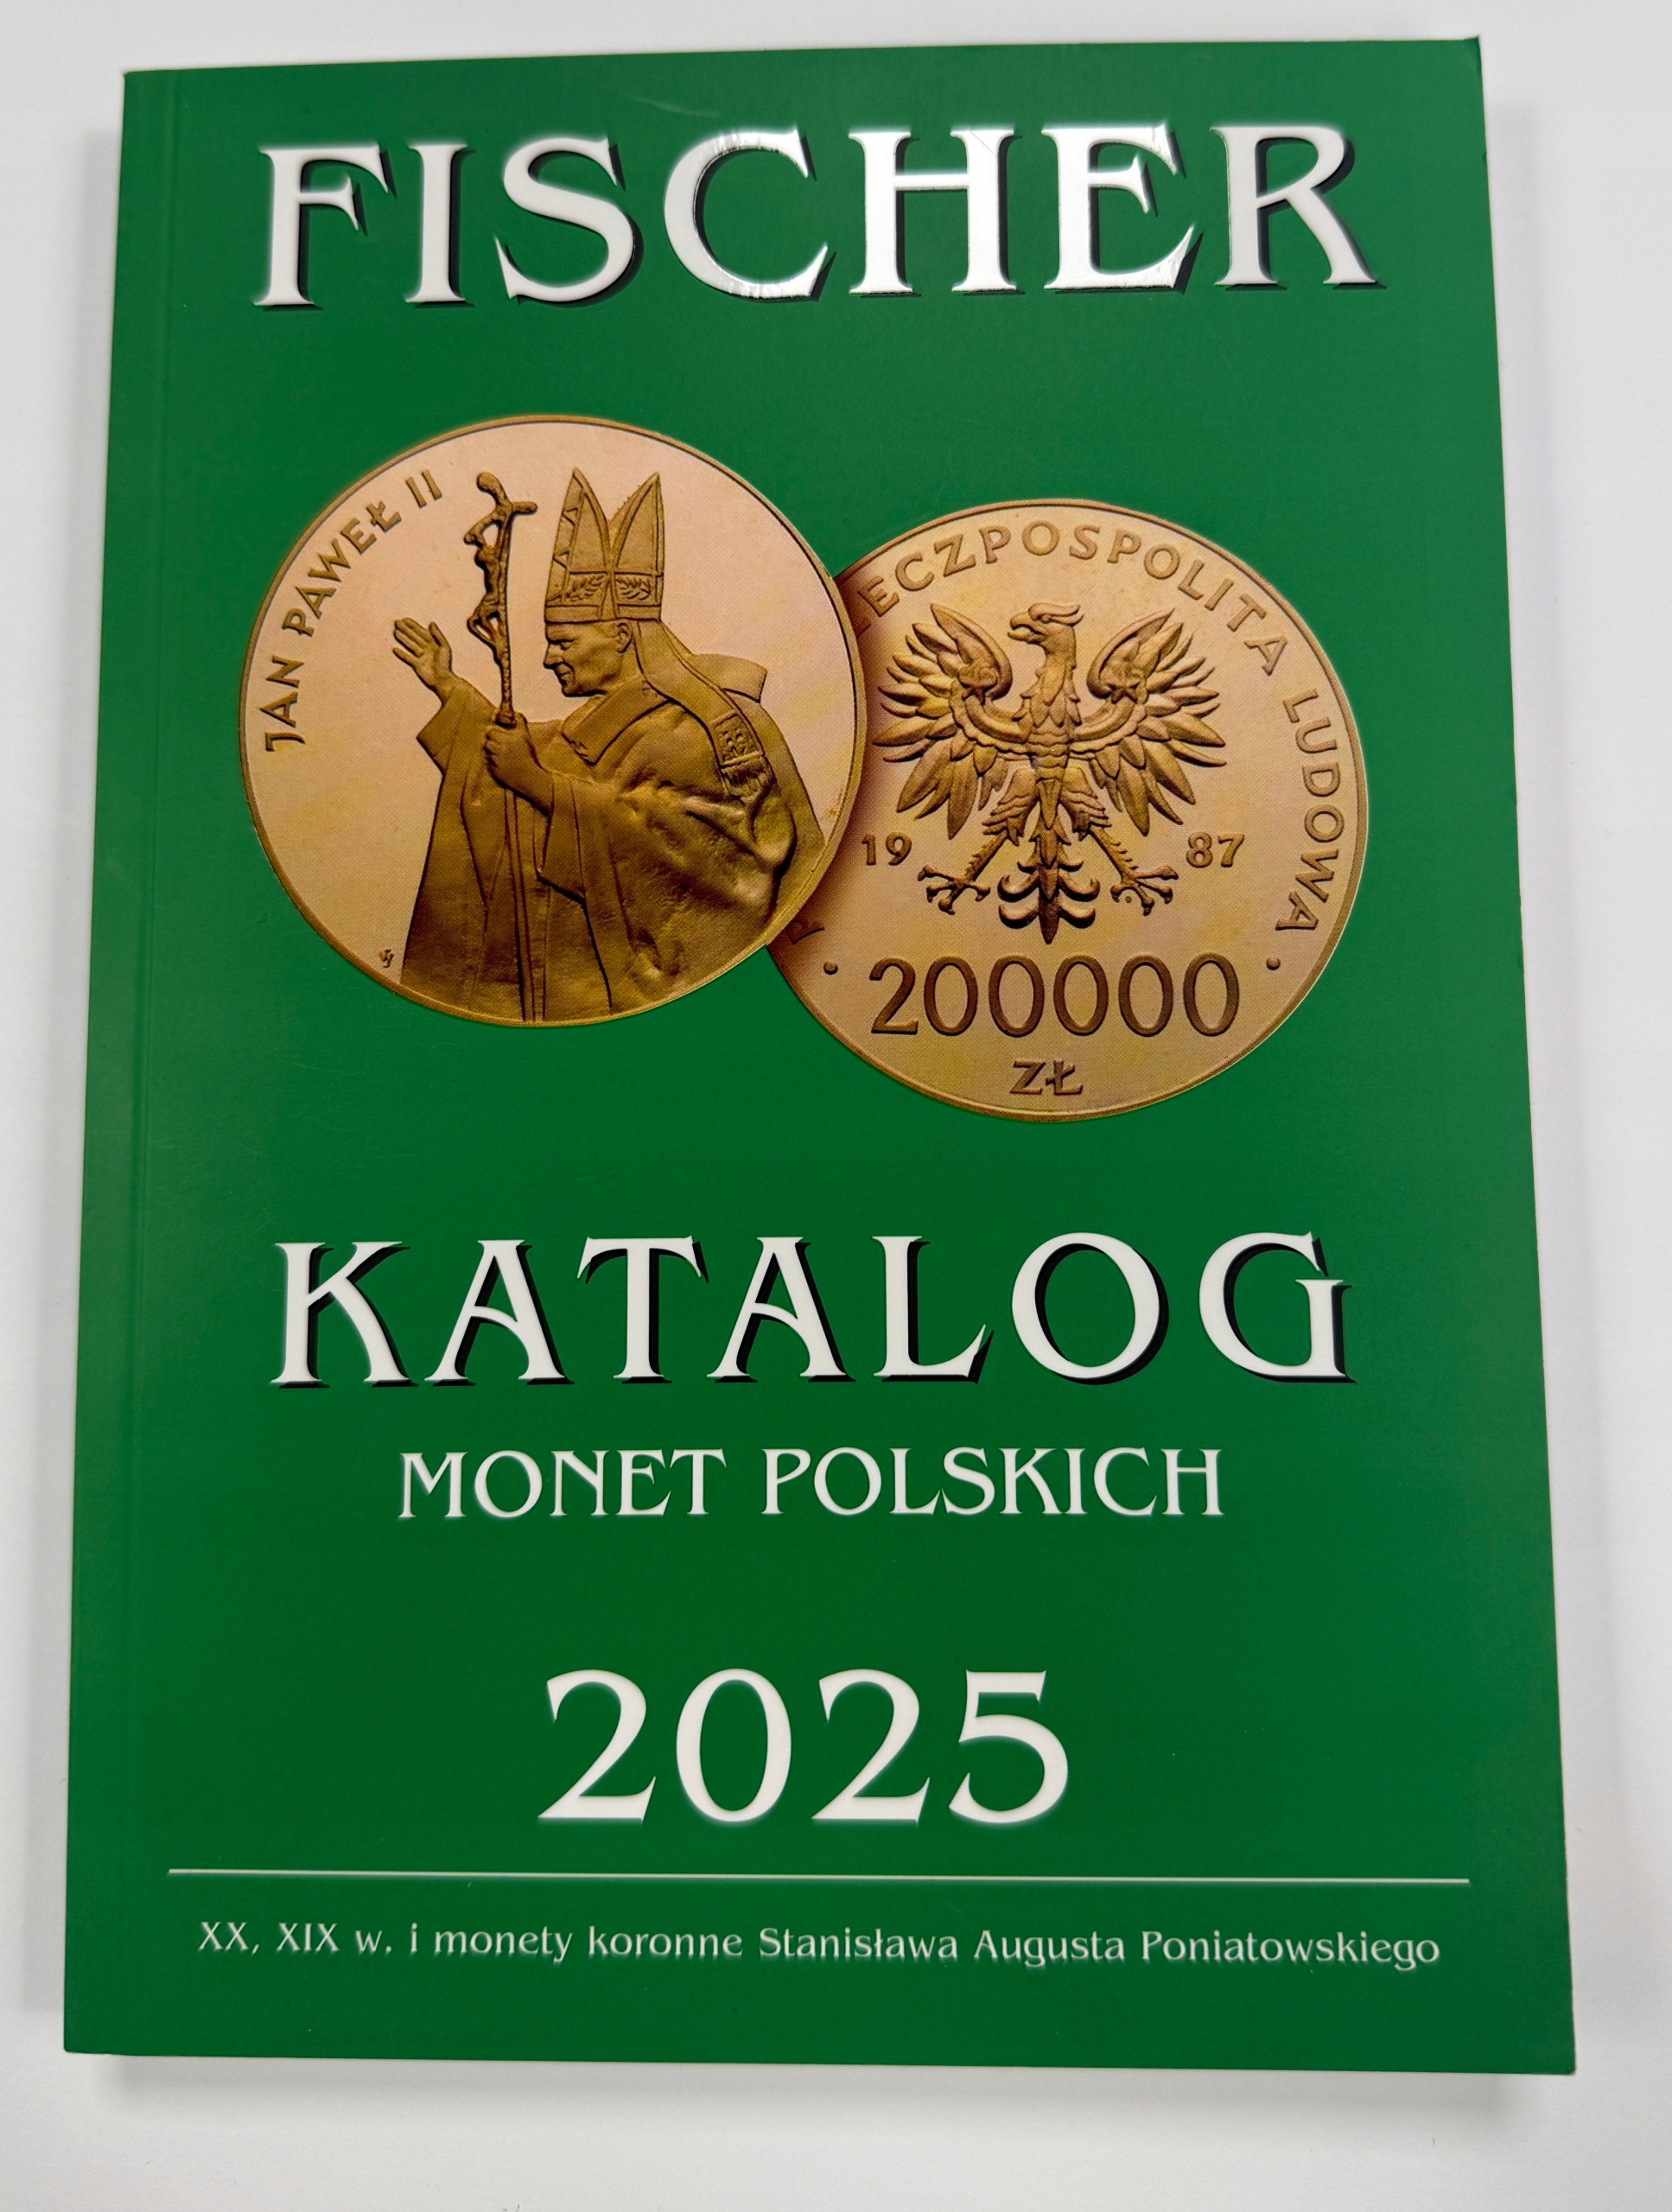 FISCHER
JAN PAWEŁ II
RZECZPOSPOLITA LUDOWA
19 87
200000
ZŁ
KATALOG
MONET POLSKICH
2025
XX, XIX w. i monety koronne Stanisława Augusta Poniatowskiego